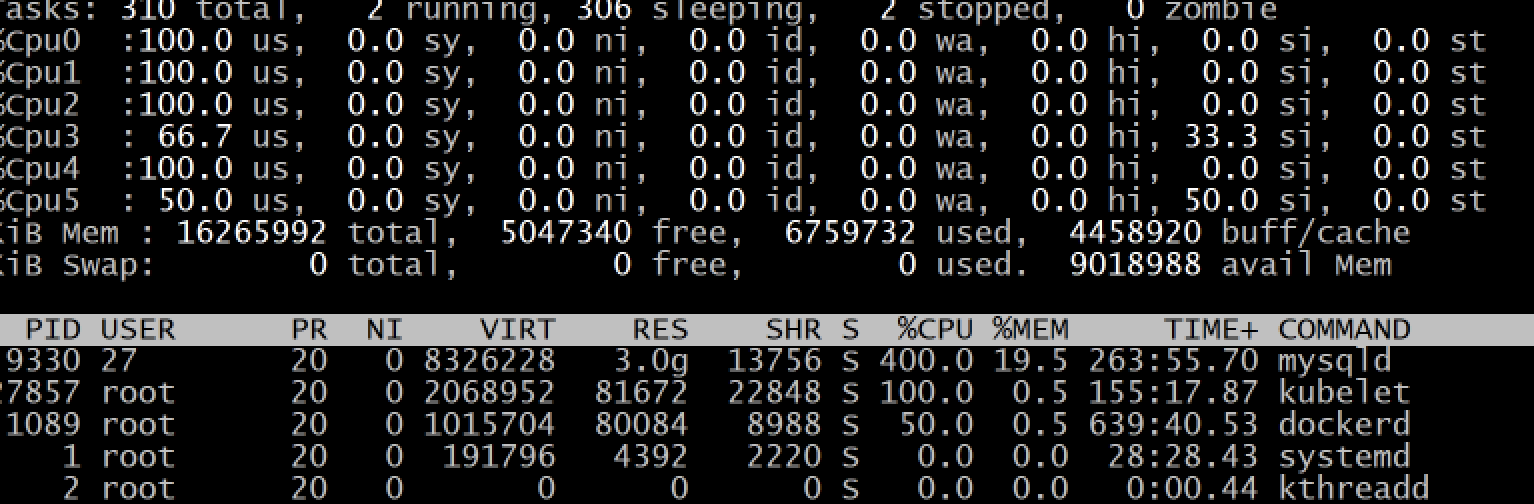 Tasks: 310 total, 2 running, 306 sleeping, 2 stopped, 0 zombie
%Cpu0 :100.0 us, 0.0 sy, 0.0 ni, 0.0 id, 0.0 wa, 0.0 hi, 0.0 si, 0.0 st
%Cpu1 :100.0 us, 0.0 sy, 0.0 ni, 0.0 id, 0.0 wa, 0.0 hi, 0.0 si, 0.0 st
%Cpu2 :100.0 us, 0.0 sy, 0.0 ni, 0.0 id, 0.0 wa, 0.0 hi, 0.0 si, 0.0 st
%Cpu3 : 66.7 us, 0.0 sy, 0.0 ni, 0.0 id, 0.0 wa, 0.0 hi, 33.3 si, 0.0 st
%Cpu4 :100.0 us, 0.0 sy, 0.0 ni, 0.0 id, 0.0 wa, 0.0 hi, 0.0 si, 0.0 st
%Cpu5 : 50.0 us, 0.0 sy, 0.0 ni, 0.0 id, 0.0 wa, 0.0 hi, 50.0 si, 0.0 st
KiB Mem : 16265992 total, 5047340 free, 6759732 used, 4458920 buff/cache
KiB Swap: 0 total, 0 free, 0 used. 9018988 avail Mem
PID USER PR NI VIRT RES SHR S %CPU %MEM TIME+ COMMAND
9330 27 20 0 8326228 3.0g 13756 S 400.0 19.5 263:55.70 mysqld
27857 root 20 0 2068952 81672 22848 S 100.0 0.5 155:17.87 kubelet
1089 root 20 0 1015704 80084 8988 S 50.0 0.5 639:40.53 dockerd
1 root 20 0 191796 4392 2220 S 0.0 0.0 28:28.43 systemd
2 root 20 0 0 0 0 S 0.0 0.0 0:00.44 kthreadd